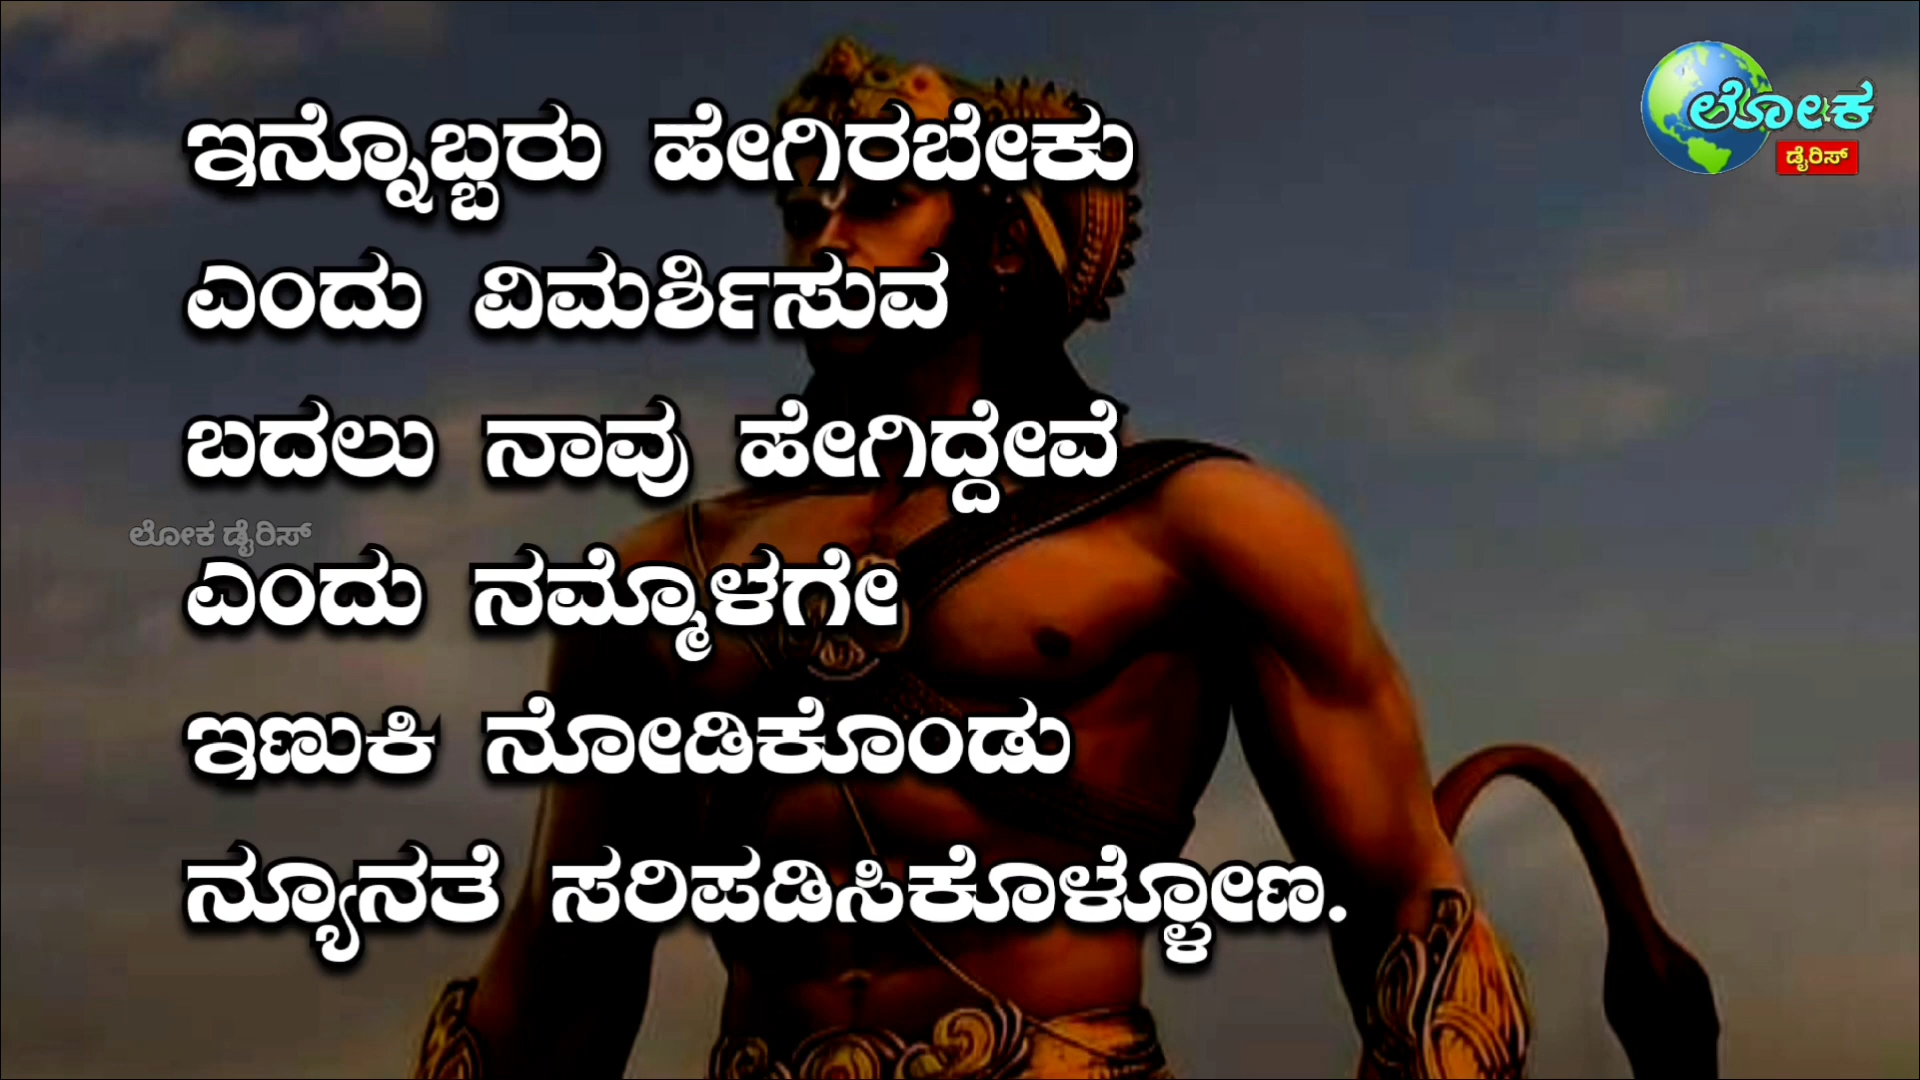 ಲೋಕ
ಡೈರಿಸ್
ಇನ್ನೊಬ್ಬರು ಹೇಗಿರಬೇಕು
ಎಂದು ವಿಮರ್ಶಿಸುವ
ಬದಲು ನಾವು ಹೇಗಿದ್ದೇವೆ
ಲೋಕ ಡೈರಿಸ್
ಎಂದು ನಮ್ಮೊಳಗೇ
ಇಣುಕಿ ನೋಡಿಕೊಂಡು
ನ್ಯೂನತೆ ಸರಿಪಡಿಸಿಕೊಳ್ಳೋಣ.